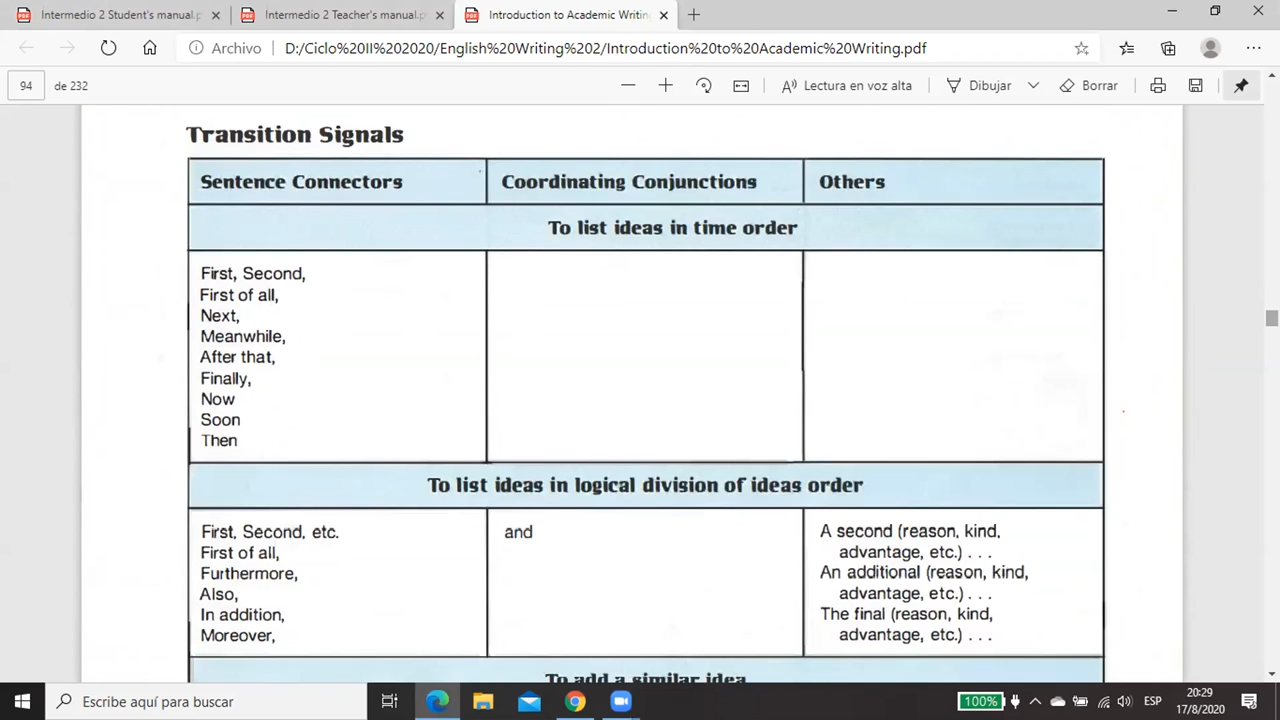 Intermedio 2 Student's manual.p
Intermedio 2 Teacher's manual.p
Introduction to Academic Writin
Archivo
D:/Ciclo%20II%202020/English%20Writing%202/Introduction%20to%20Academic%20Writing.pdf
94 de 232
Lectura en voz alta
Dibujar
Borrar
Transition Signals
Sentence Connectors
Coordinating Conjunctions
Others
To list ideas in time order
First, Second,
First of all,
Next,
Meanwhile,
After that,
Finally,
Now
Soon
Then
To list ideas in logical division of ideas order
First, Second, etc.
First of all,
Furthermore,
Also,
In addition,
Moreover,
and
A second (reason, kind,
advantage, etc.) . . .
An additional (reason, kind,
advantage, etc.) . . .
The final (reason, kind,
advantage, etc.) . . .
To add a similar idea
Escribe aquí para buscar
100%
ESP
20:29
17/8/2020